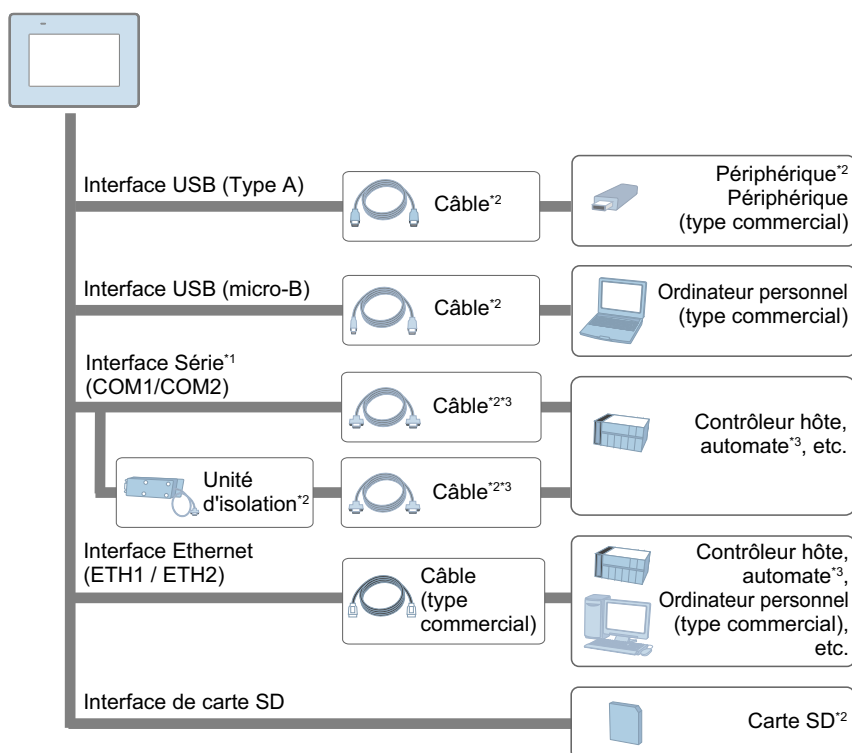 Interface USB (Type A)
Câble*2
Périphérique*2
Périphérique
(type commercial)
Interface USB (micro-B)
Câble*2
Ordinateur personnel
(type commercial)
Interface Série*1
(COM1/COM2)
Câble*2*3
Contrôleur hôte,
automate*3, etc.
Unité
d'isolation*2
Câble*2*3
Interface Ethernet
(ETH1 / ETH2)
Câble
(type
commercial)
Contrôleur hôte,
automate*3,
Ordinateur personnel
(type commercial),
etc.
Interface de carte SD
Carte SD*2